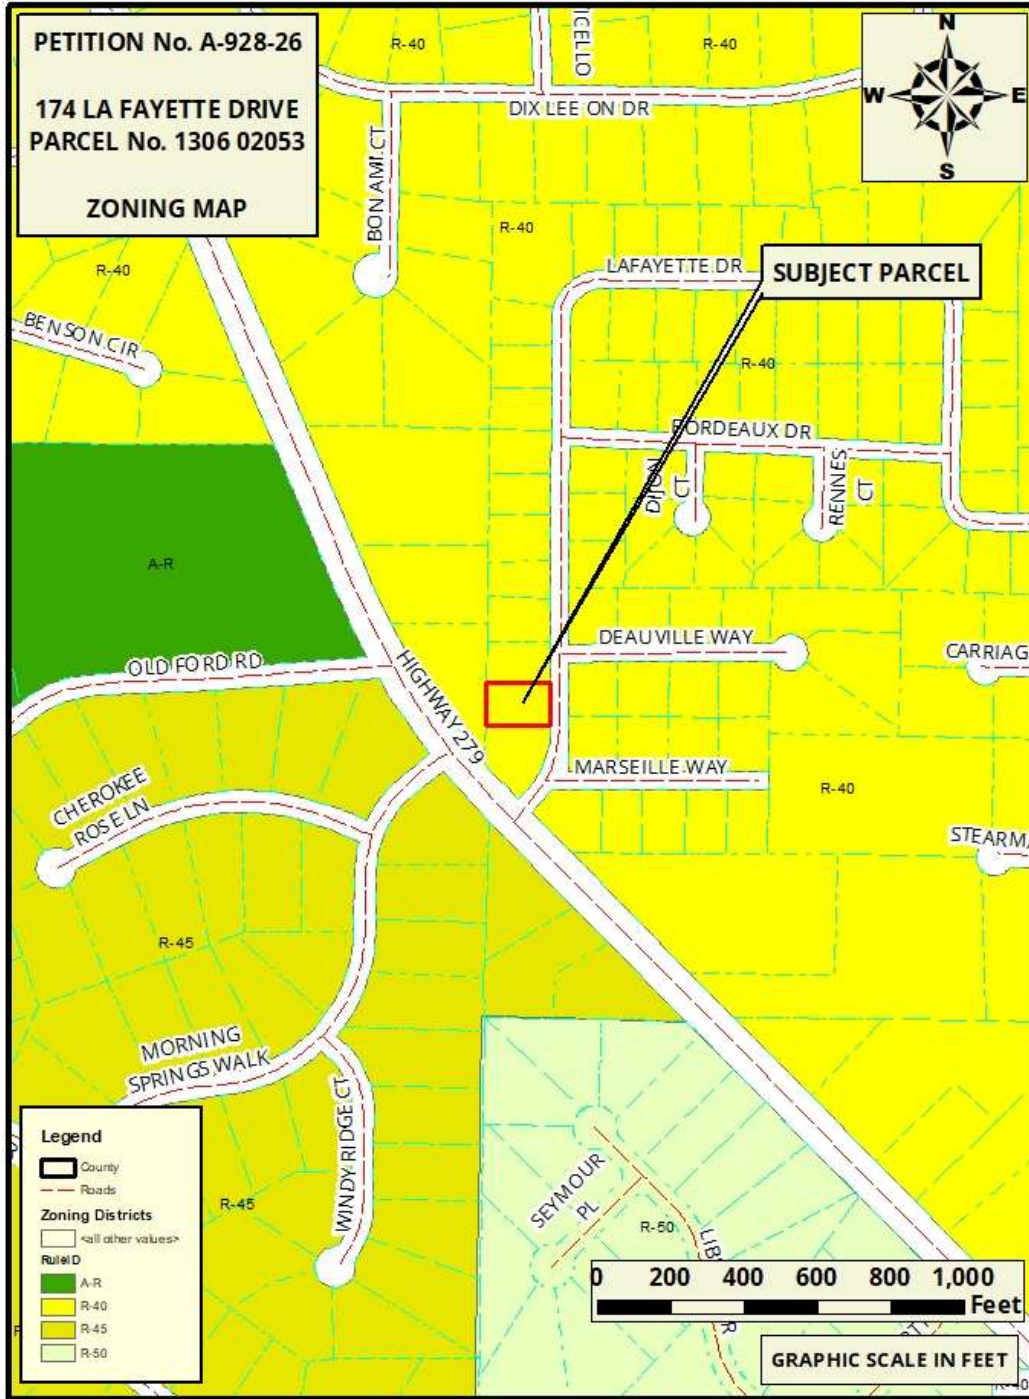 PETITION No. A-928-26
174 LA FAYETTE DRIVE
PARCEL No. 1306 02053
ZONING MAP
N
W
E
S
R-40
R-40
DIX LEE ON DR
BON AMI CT
R-40
R-40
LAFAYETTE DR
SUBJECT PARCEL
BENSON CIR
R-40
BORDEAUX DR
DIJON
CT
RENNES
CT
A-R
DEAUVILLE WAY
CARRIAG
OLD FORD RD
HIGHWAY 279
MARSEILLE WAY
CHEROKEE
ROSE LN
R-40
STEARMA
R-45
MORNING
SPRINGS WALK
WINDY RIDGE CT
R-45
SEYMOUR
PL
R-50
Legend
County
Roads
Zoning Districts
<all other values>
RuleID
A-R
R-40
R-45
R-50
0 200 400 600 800 1,000
Feet
GRAPHIC SCALE IN FEET